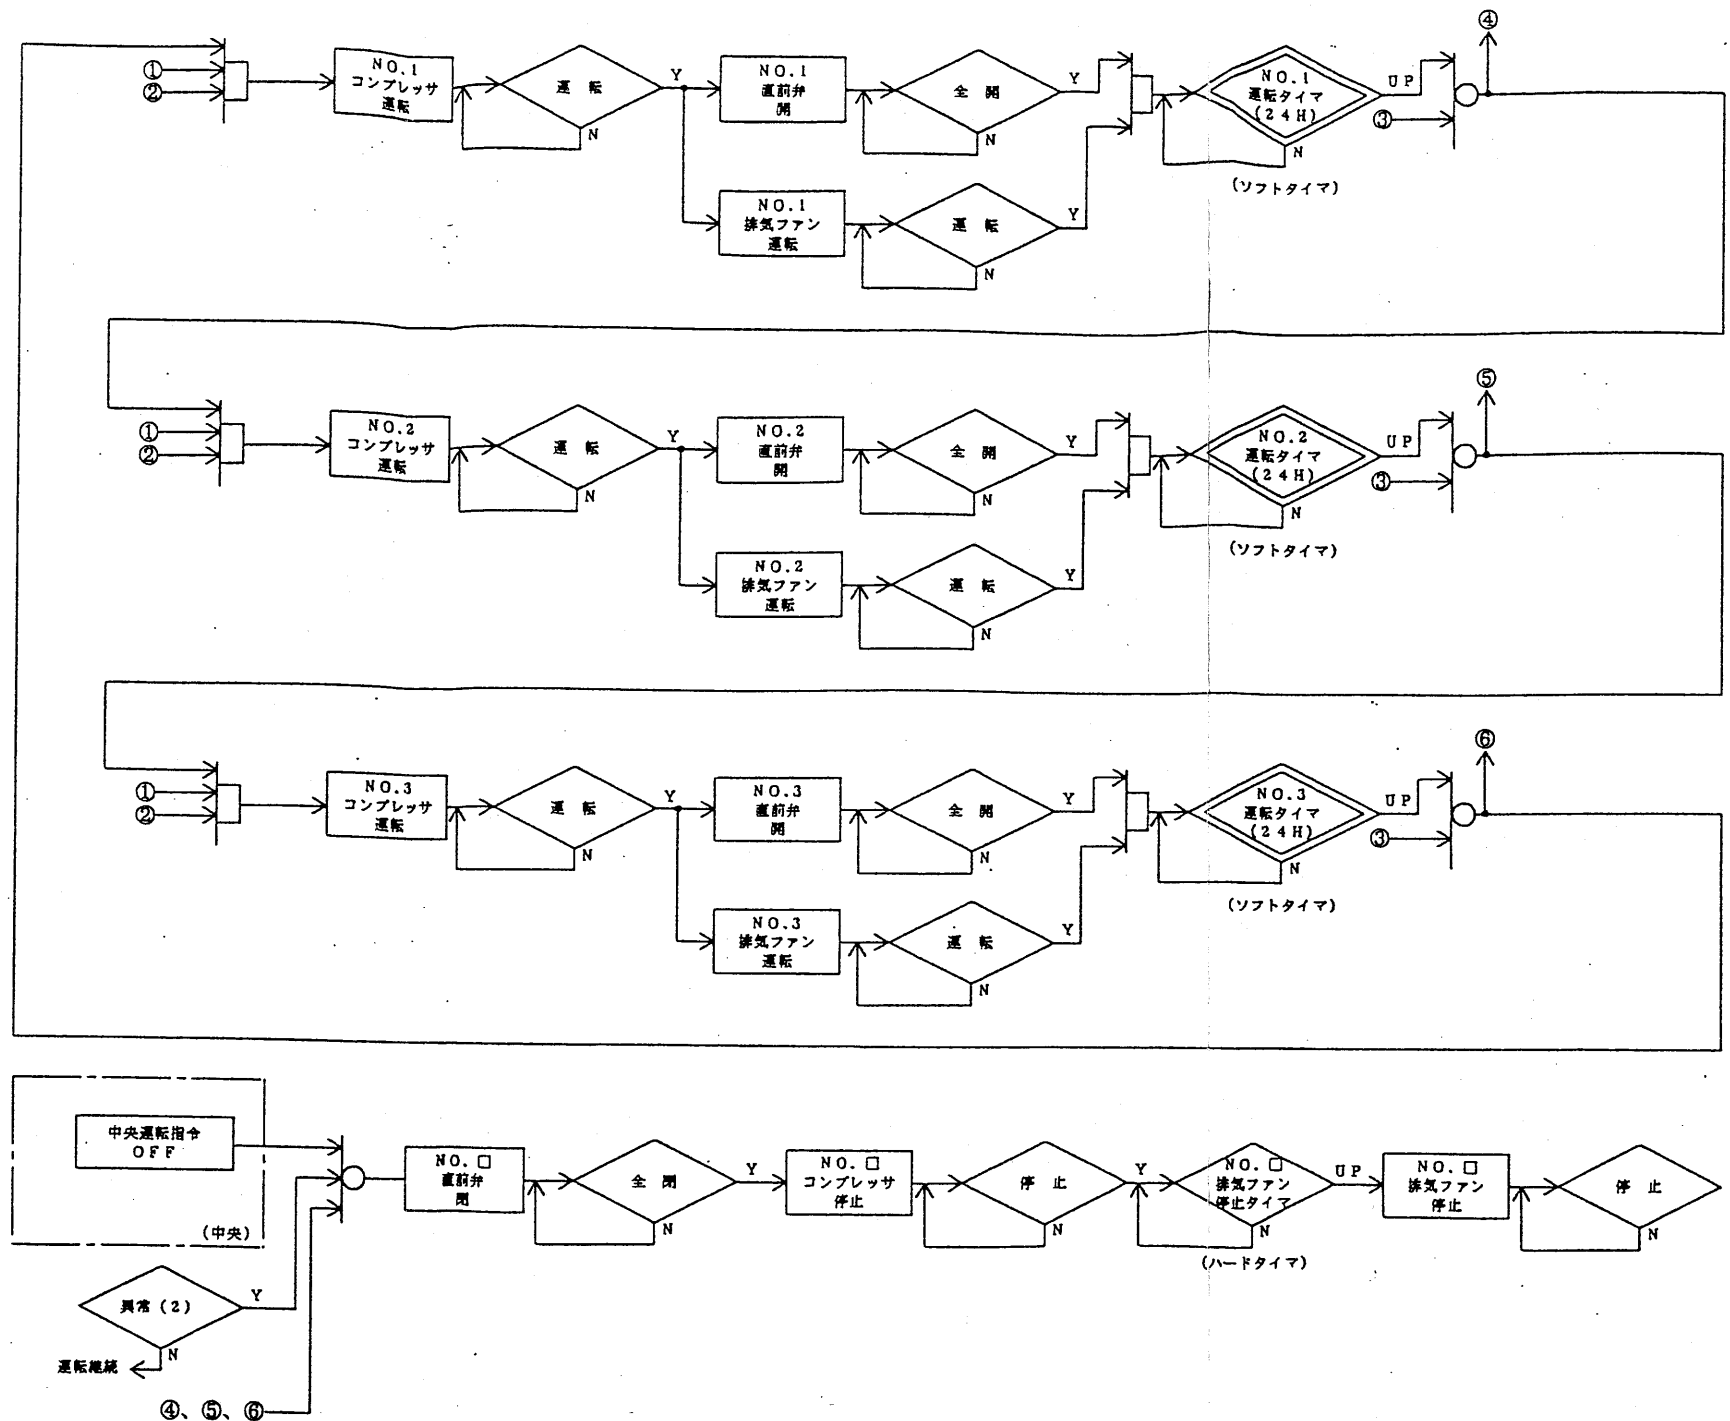 ④
①
②
NO.1
コンプレッサ
運転
運転
Y
N
NO.1
直前弁
開
全開
Y
N
NO.1
排気ファン
運転
運転
Y
N
NO.1
運転タイマ
(24H)
UP
N
③
(ソフトタイマ)
⑤
①
②
NO.2
コンプレッサ
運転
運転
Y
N
NO.2
直前弁
開
全開
Y
N
NO.2
排気ファン
運転
運転
Y
N
NO.2
運転タイマ
(24H)
UP
N
③
(ソフトタイマ)
⑥
①
②
NO.3
コンプレッサ
運転
運転
Y
N
NO.3
直前弁
開
全開
Y
N
NO.3
排気ファン
運転
運転
Y
N
NO.3
運転タイマ
(24H)
UP
N
③
(ソフトタイマ)
中央運転指令
OFF
(中央)
NO.□
直前弁
閉
全閉
Y
N
NO.□
コンプレッサ
停止
停止
Y
N
NO.□
排気ファン
停止タイマ
UP
N
(ハードタイマ)
NO.□
排気ファン
停止
停止
N
異常(2)
Y
N
運転継続
④、⑤、⑥